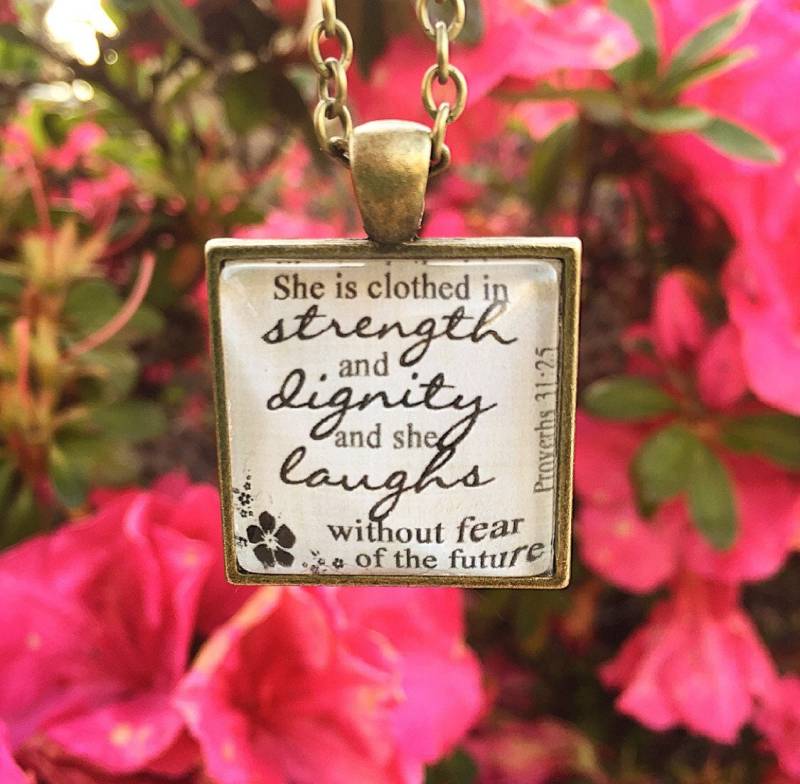 She is clothed in
strength
and
dignity
and she
laughs
without fear
of the future
Proverbs 31:25